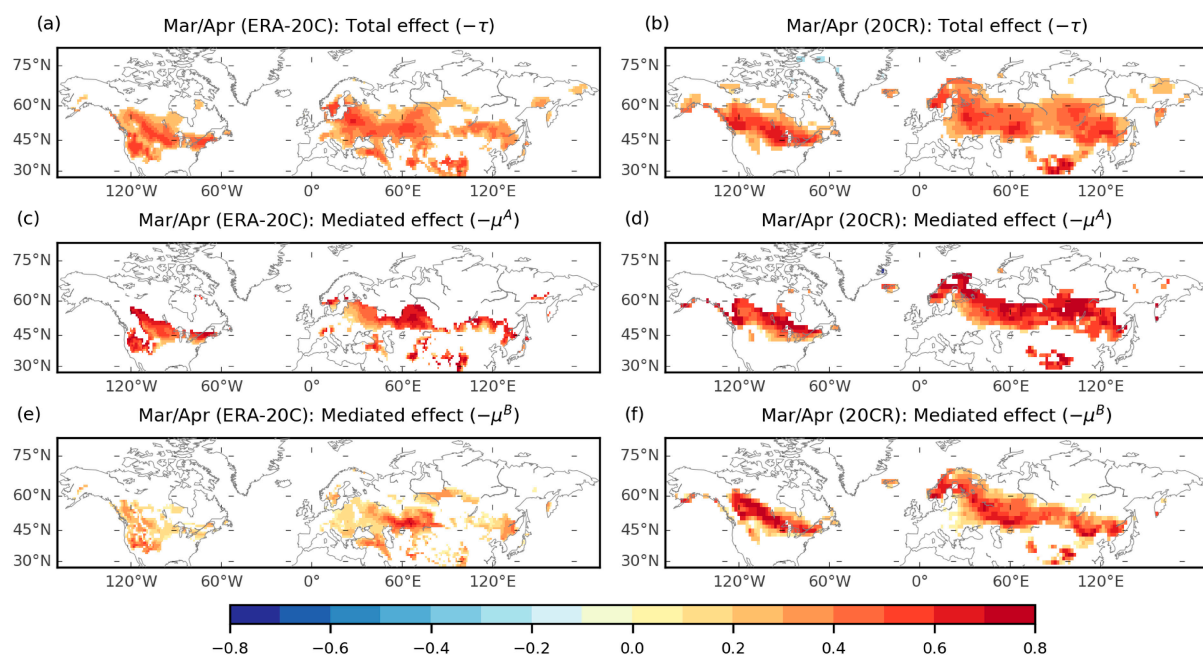 (a) Mar/Apr (ERA-20C): Total effect (−τ)
(b) Mar/Apr (20CR): Total effect (−τ)
75°N
60°N
45°N
30°N
120°W 60°W 0° 60°E 120°E
75°N
60°N
45°N
30°N
120°W 60°W 0° 60°E 120°E
(c) Mar/Apr (ERA-20C): Mediated effect (−μ^A)
(d) Mar/Apr (20CR): Mediated effect (−μ^A)
75°N
60°N
45°N
30°N
120°W 60°W 0° 60°E 120°E
75°N
60°N
45°N
30°N
120°W 60°W 0° 60°E 120°E
(e) Mar/Apr (ERA-20C): Mediated effect (−μ^B)
(f) Mar/Apr (20CR): Mediated effect (−μ^B)
75°N
60°N
45°N
30°N
120°W 60°W 0° 60°E 120°E
75°N
60°N
45°N
30°N
120°W 60°W 0° 60°E 120°E
−0.8 −0.6 −0.4 −0.2 0.0 0.2 0.4 0.6 0.8